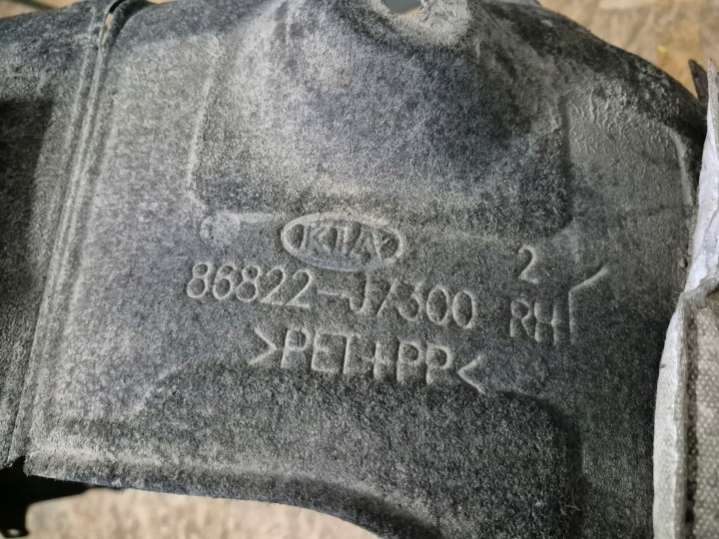 KIA
2
86822-J7300 RH
>PET+PP<